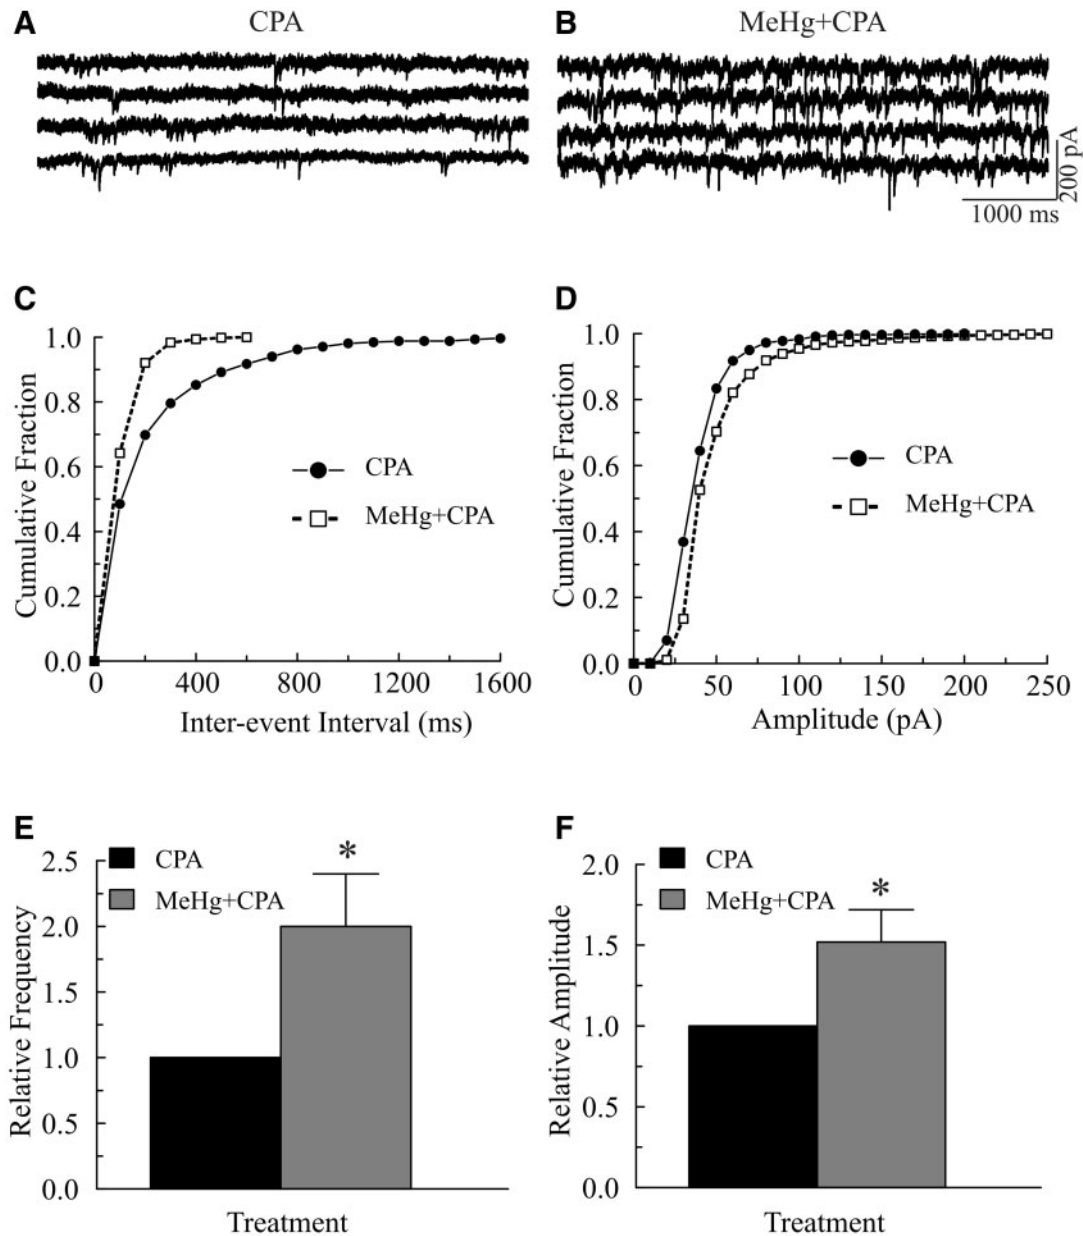 A
CPA
B
MeHg+CPA
200 pA
1000 ms
C
Cumulative Fraction
1.0
0.8
0.6
0.4
0.2
0.0
CPA
MeHg+CPA
0
400
800
1200
1600
Inter-event Interval (ms)
D
Cumulative Fraction
1.0
0.8
0.6
0.4
0.2
0.0
CPA
MeHg+CPA
0
50
100
150
200
250
Amplitude (pA)
E
Relative Frequency
2.5
2.0
1.5
1.0
0.5
0.0
CPA
MeHg+CPA
*
Treatment
F
Relative Amplitude
2.0
1.5
1.0
0.5
0.0
CPA
MeHg+CPA
*
Treatment